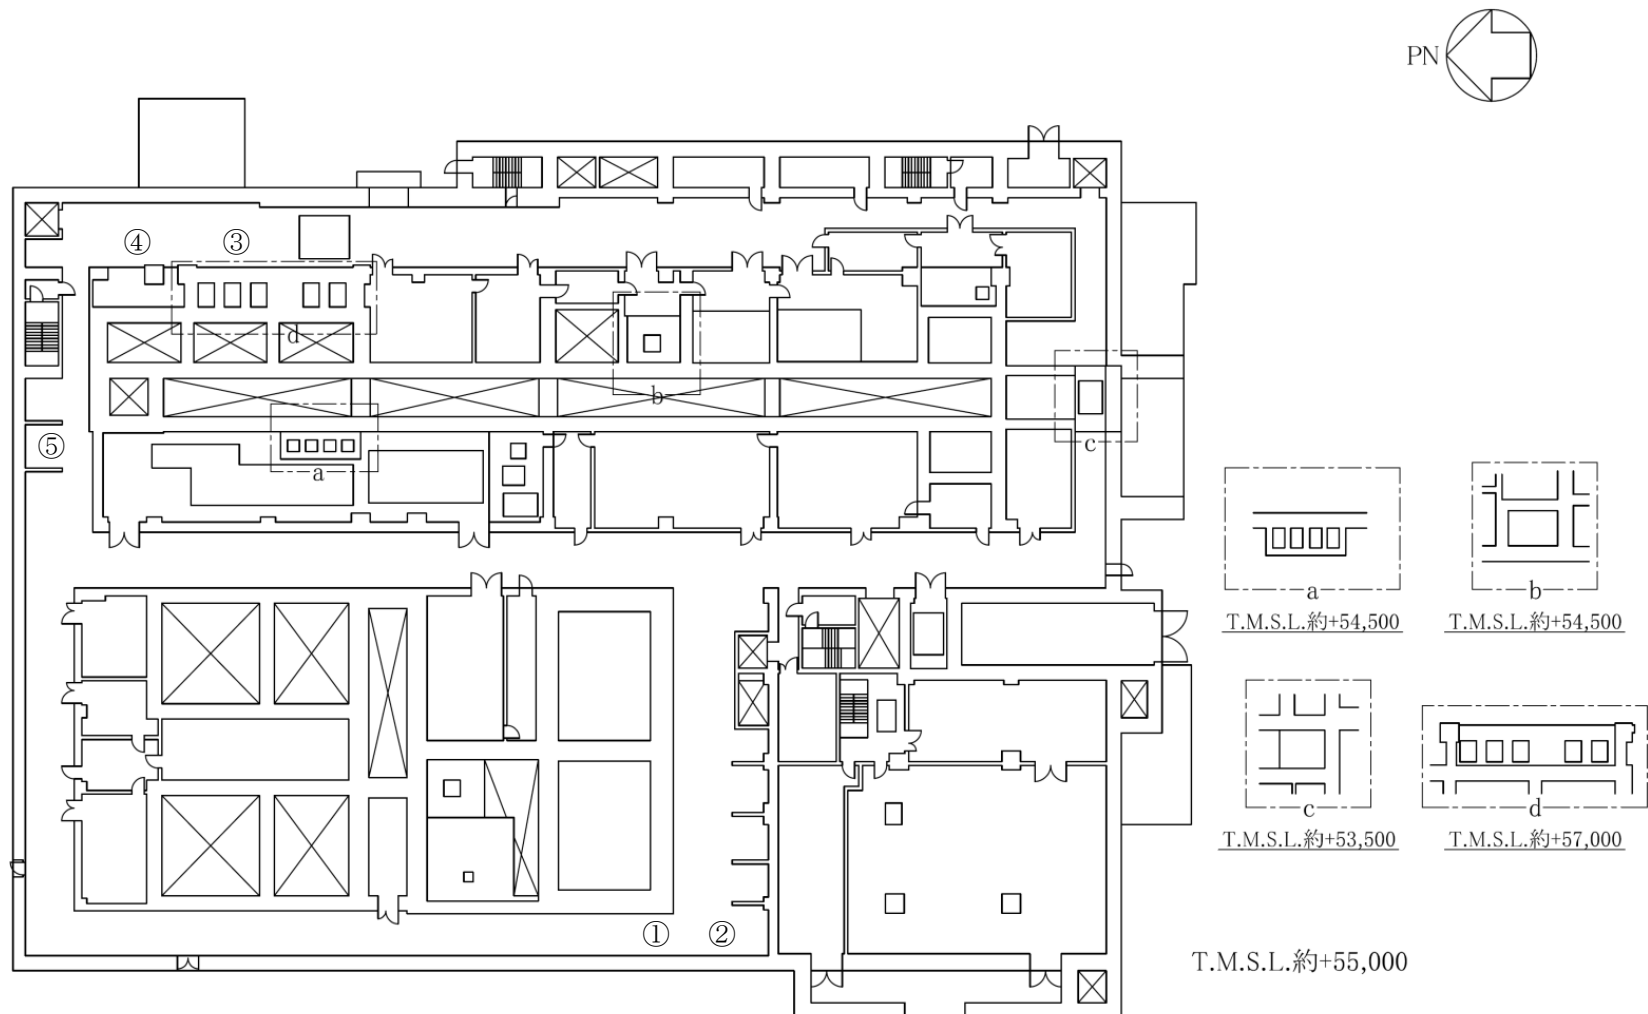 PN
④
③
d
b
⑤
a
c
①
②
a
T.M.S.L.約+54,500
b
T.M.S.L.約+54,500
c
T.M.S.L.約+53,500
d
T.M.S.L.約+57,000
T.M.S.L.約+55,000